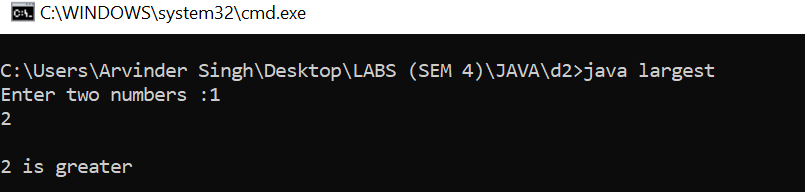 C:\WINDOWS\system32\cmd.exe
C:\Users\Arvinder Singh\Desktop\LABS (SEM 4)\JAVA\d2>java largest
Enter two numbers :1
2
2 is greater